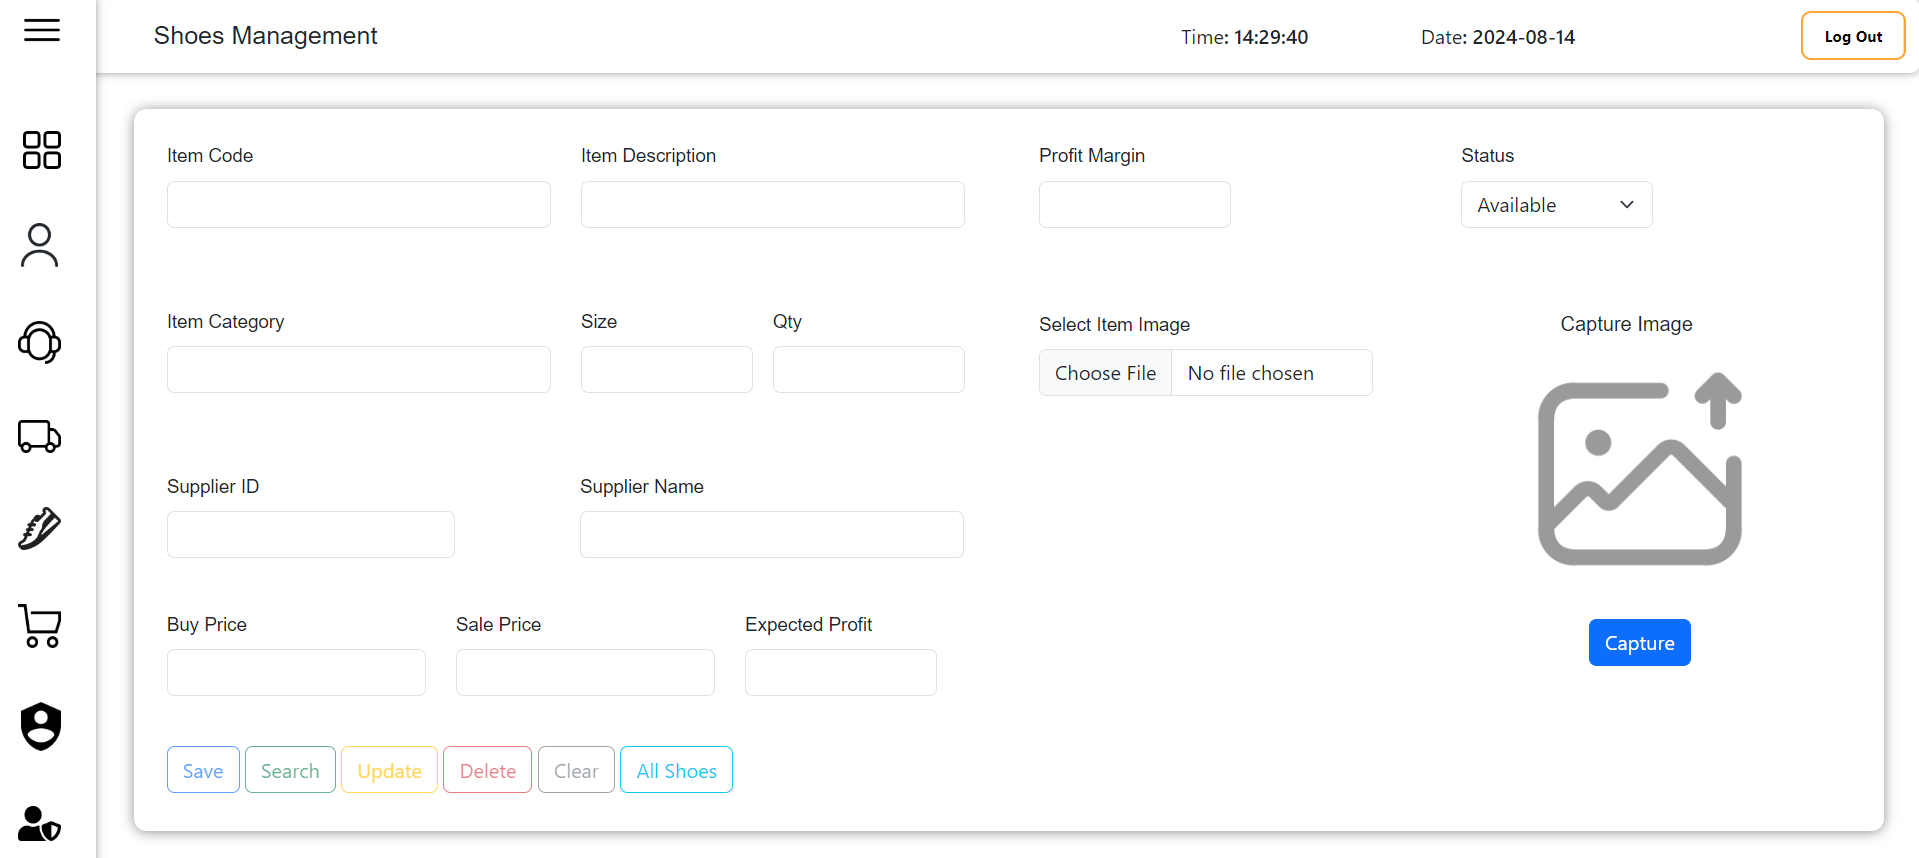 Shoes Management
Time: 14:29:40
Date: 2024-08-14
Log Out
Item Code
Item Description
Profit Margin
Status
Available
Item Category
Size
Qty
Select Item Image
Capture Image
Choose File
No file chosen
Supplier ID
Supplier Name
Buy Price
Sale Price
Expected Profit
Capture
Save
Search
Update
Delete
Clear
All Shoes